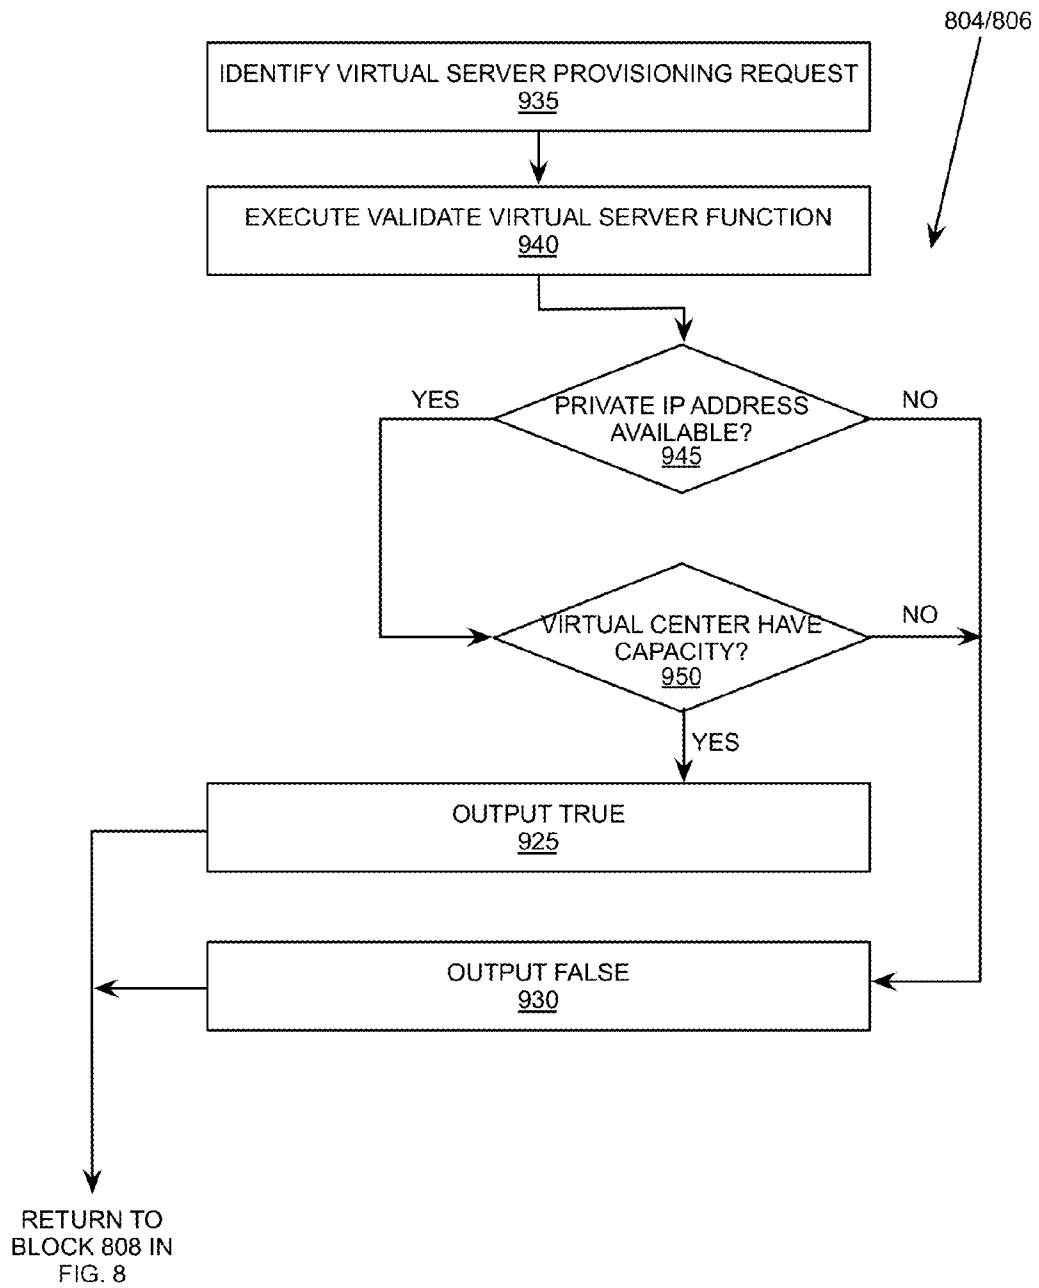 804/806
IDENTIFY VIRTUAL SERVER PROVISIONING REQUEST
935
EXECUTE VALIDATE VIRTUAL SERVER FUNCTION
940
YES
NO
PRIVATE IP ADDRESS
AVAILABLE?
945
NO
VIRTUAL CENTER HAVE
CAPACITY?
950
YES
OUTPUT TRUE
925
OUTPUT FALSE
930
RETURN TO
BLOCK 808 IN
FIG. 8